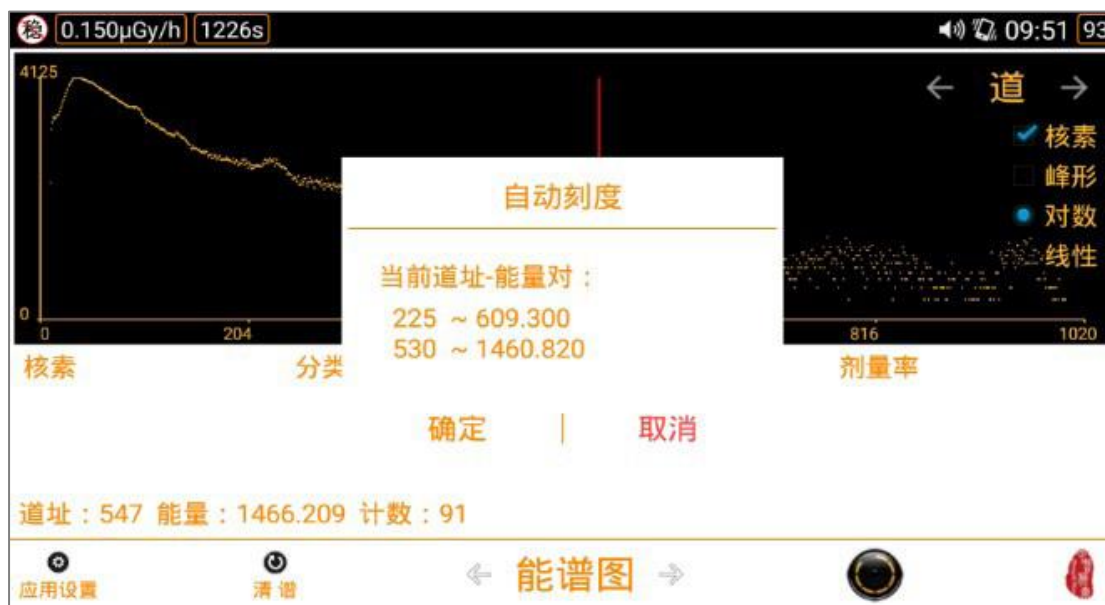 稳 0.150μGy/h 1226s 09:51 93
4125
道
核素
峰形
对数
线性
自动刻度
当前道址-能量对：
225 ~ 609.300
530 ~ 1460.820
0
0 204 816 1020
核素 分类 剂量率
确定 | 取消
道址：547 能量：1466.209 计数：91
应用设置 清谱 能谱图